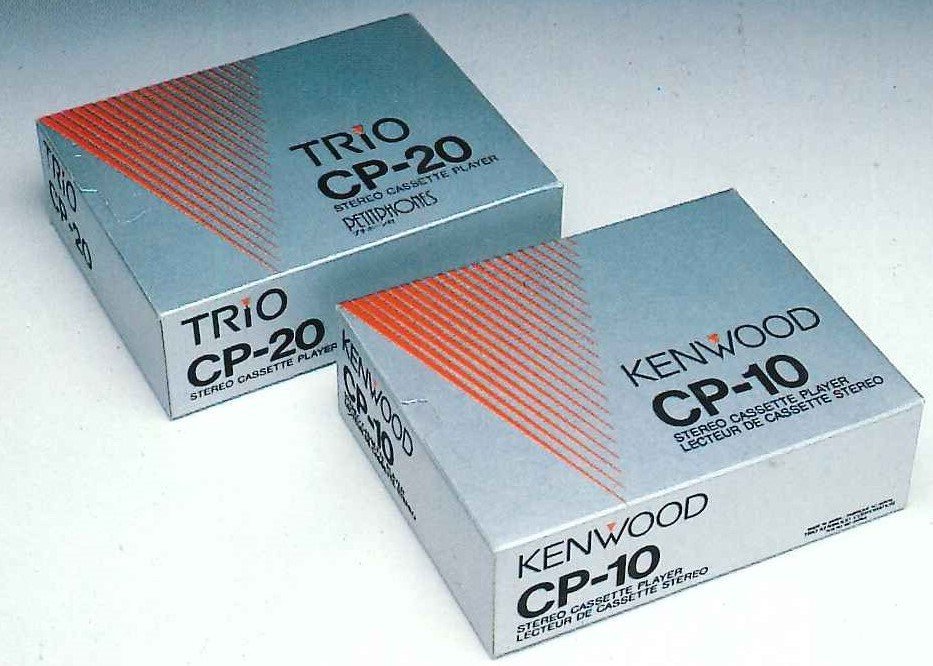 TRIO
CP-20
STEREO CASSETTE PLAYER
PETITPHONES
TRIO
CP-20
TRIO
CP-20
STEREO CASSETTE PLAYER
KENWOOD
CP-10
STEREO CASSETTE PLAYER
LECTEUR DE CASSETTE STEREO
KENWOOD
CP-10
KENWOOD
CP-10
STEREO CASSETTE PLAYER
LECTEUR DE CASSETTE STEREO